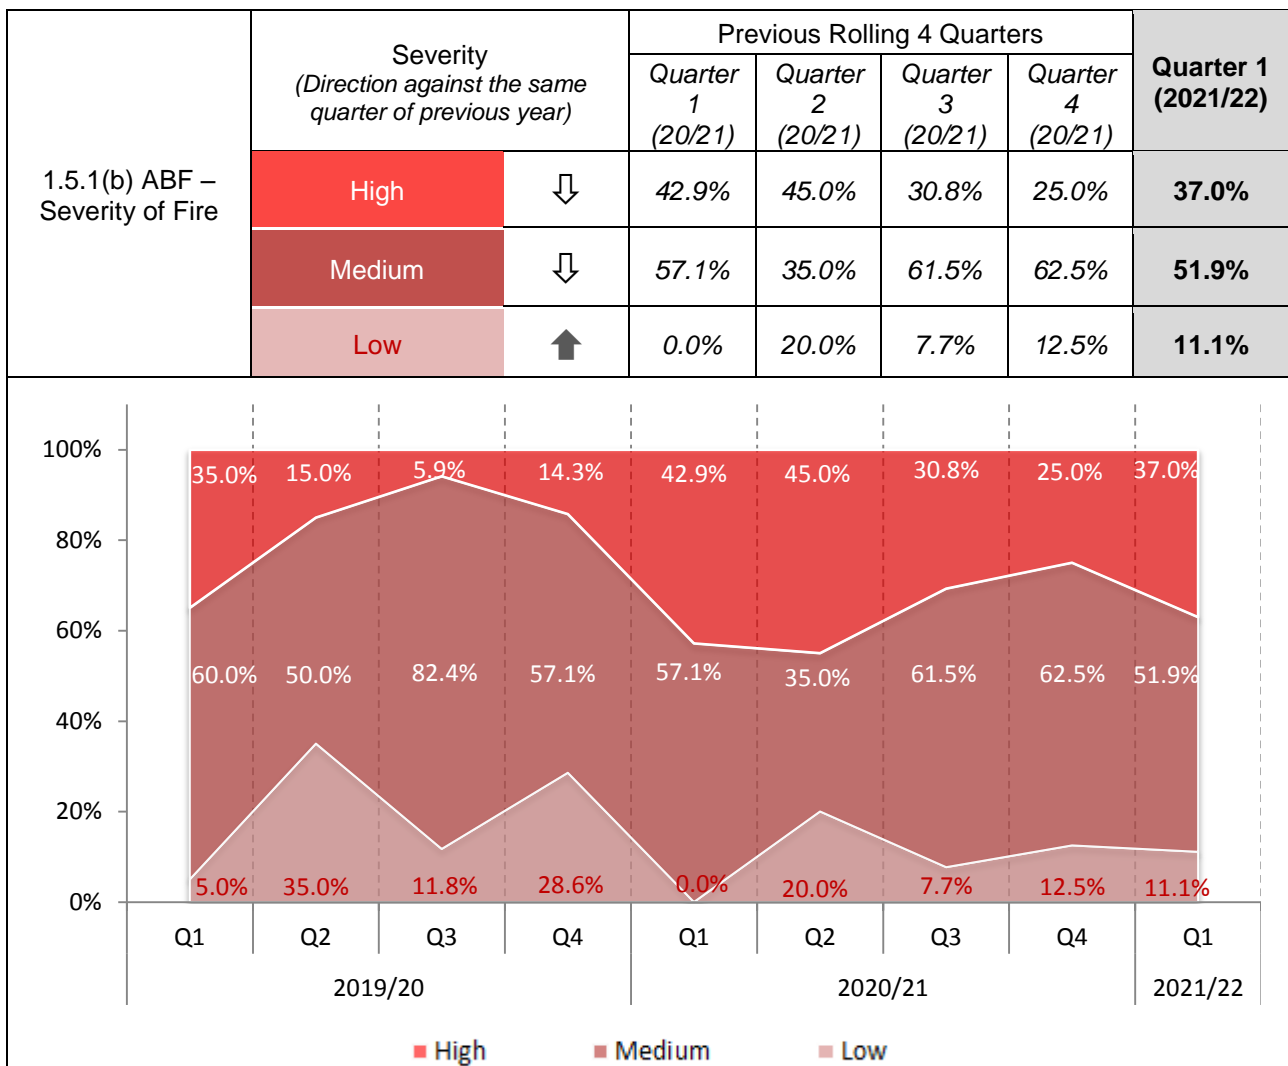 1.5.1(b) ABF –
Severity of Fire
Severity
(Direction against the same
quarter of previous year)
Previous Rolling 4 Quarters
Quarter
1
(20/21)
Quarter
2
(20/21)
Quarter
3
(20/21)
Quarter
4
(20/21)
Quarter 1
(2021/22)
High
42.9%
45.0%
30.8%
25.0%
37.0%
Medium
57.1%
35.0%
61.5%
62.5%
51.9%
Low
0.0%
20.0%
7.7%
12.5%
11.1%
100%
80%
60%
40%
20%
0%
35.0%
15.0%
5.9%
14.3%
42.9%
45.0%
30.8%
25.0%
37.0%
60.0%
50.0%
82.4%
57.1%
57.1%
35.0%
61.5%
62.5%
51.9%
5.0%
35.0%
11.8%
28.6%
0.0%
20.0%
7.7%
12.5%
11.1%
Q1
Q2
Q3
Q4
Q1
Q2
Q3
Q4
Q1
2019/20
2020/21
2021/22
High
Medium
Low